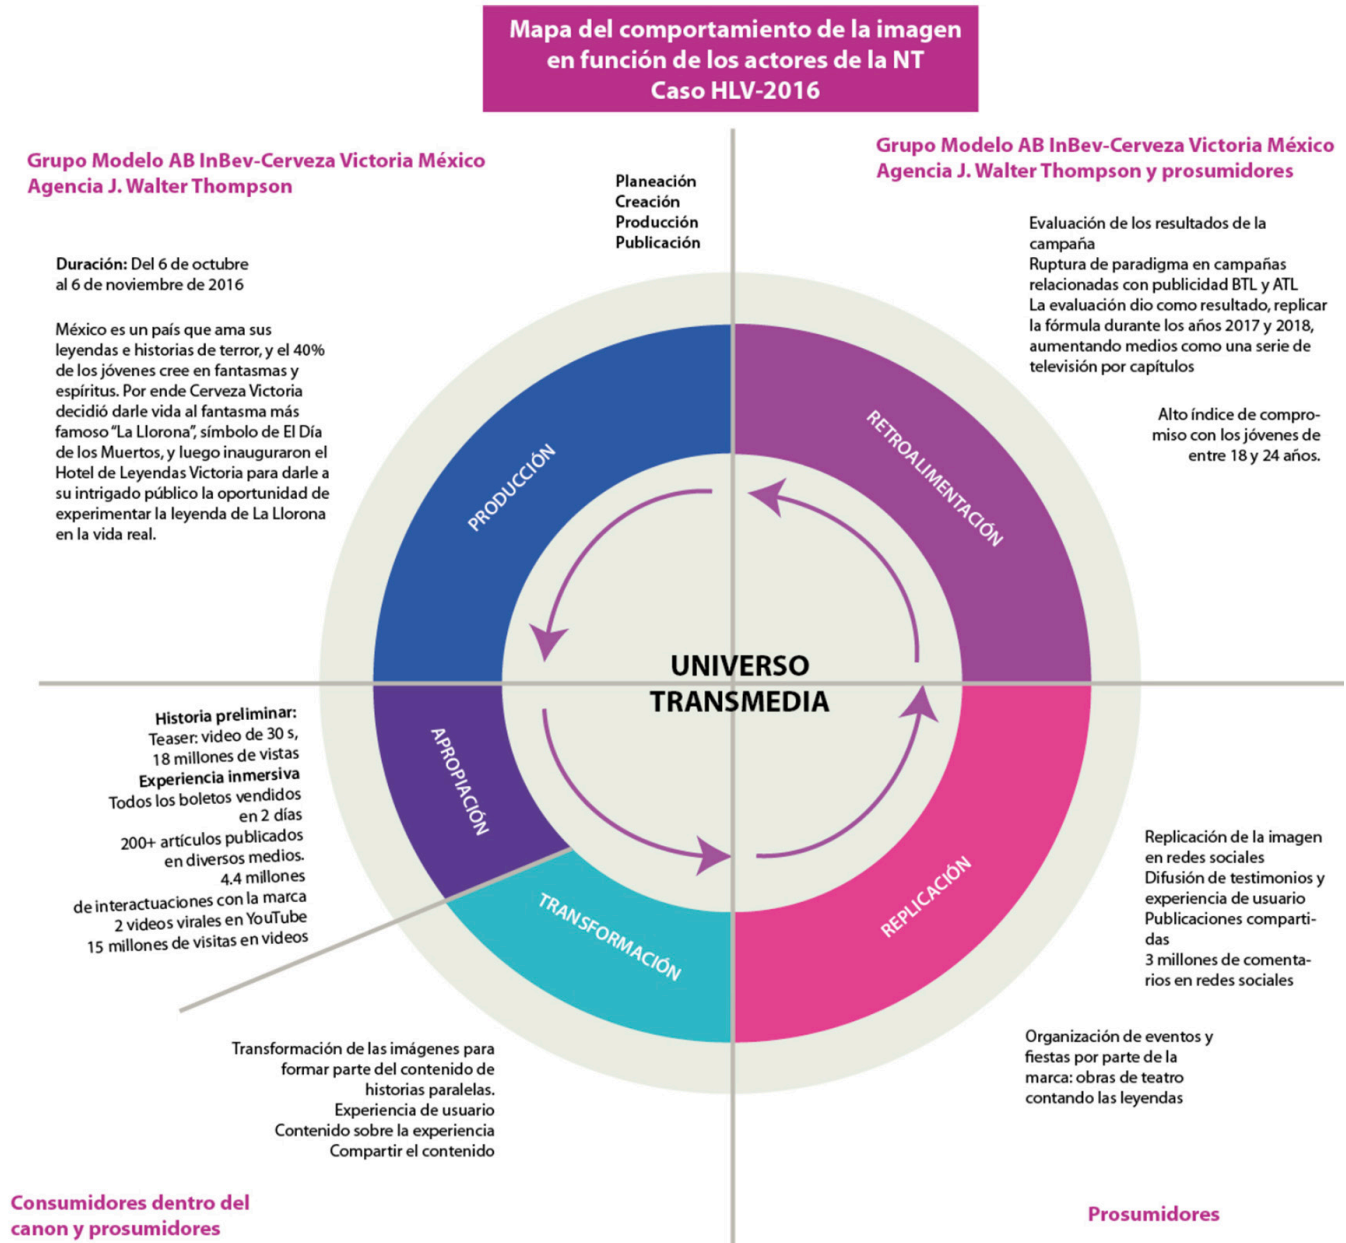 Mapa del comportamiento de la imagen
en función de los actores de la NT
Caso HLV-2016
Grupo Modelo AB InBev-Cerveza Victoria México
Agencia J. Walter Thompson
Planeación
Creación
Producción
Publicación
Grupo Modelo AB InBev-Cerveza Victoria México
Agencia J. Walter Thompson y prosumidores
Duración: Del 6 de octubre
al 6 de noviembre de 2016
México es un país que ama sus
leyendas e historias de terror, y el 40%
de los jóvenes cree en fantasmas y
espíritus. Por ende Cerveza Victoria
decidió darle vida al fantasma más
famoso “La Llorona”, símbolo de El Día
de los Muertos, y luego inauguraron el
Hotel de Leyendas Victoria para darle a
su intrigado público la oportunidad de
experimentar la leyenda de La Llorona
en la vida real.
Evaluación de los resultados de la
campaña
Ruptura de paradigma en campañas
relacionadas con publicidad BTL y ATL
La evaluación dio como resultado, replicar
la fórmula durante los años 2017 y 2018,
aumentando medios como una serie de
televisión por capítulos
Alto índice de compro-
miso con los jóvenes de
entre 18 y 24 años.
PRODUCCIÓN
RETROALIMENTACIÓN
UNIVERSO
TRANSMEDIA
APROPIACIÓN
TRANSFORMACIÓN
REPLICACIÓN
Historia preliminar:
Teaser: video de 30 s,
18 millones de vistas
Experiencia inmersiva
Todos los boletos vendidos
en 2 días
200+ artículos publicados
en diversos medios.
4.4 millones
de interactuaciones con la marca
2 videos virales en YouTube
15 millones de visitas en videos
Replicación de la imagen
en redes sociales
Difusión de testimonios y
experiencia de usuario
Publicaciones comparti-
das
3 millones de comenta-
rios en redes sociales
Organización de eventos y
fiestas por parte de la
marca: obras de teatro
contando las leyendas
Transformación de las imágenes para
formar parte del contenido de
historias paralelas.
Experiencia de usuario
Contenido sobre la experiencia
Compartir el contenido
Consumidores dentro del
canon y prosumidores
Prosumidores